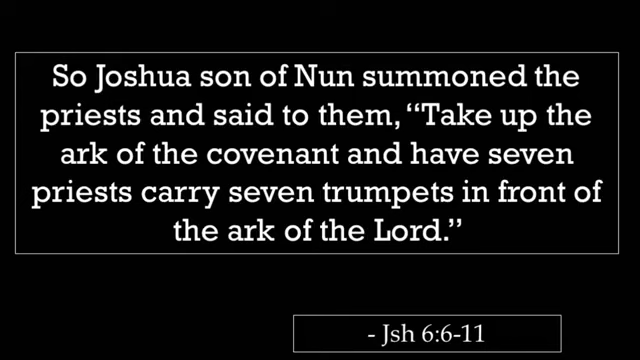 So Joshua son of Nun summoned the
priests and said to them, “Take up the
ark of the covenant and have seven
priests carry seven trumpets in front of
the ark of the Lord.”
- Jsh 6:6-11